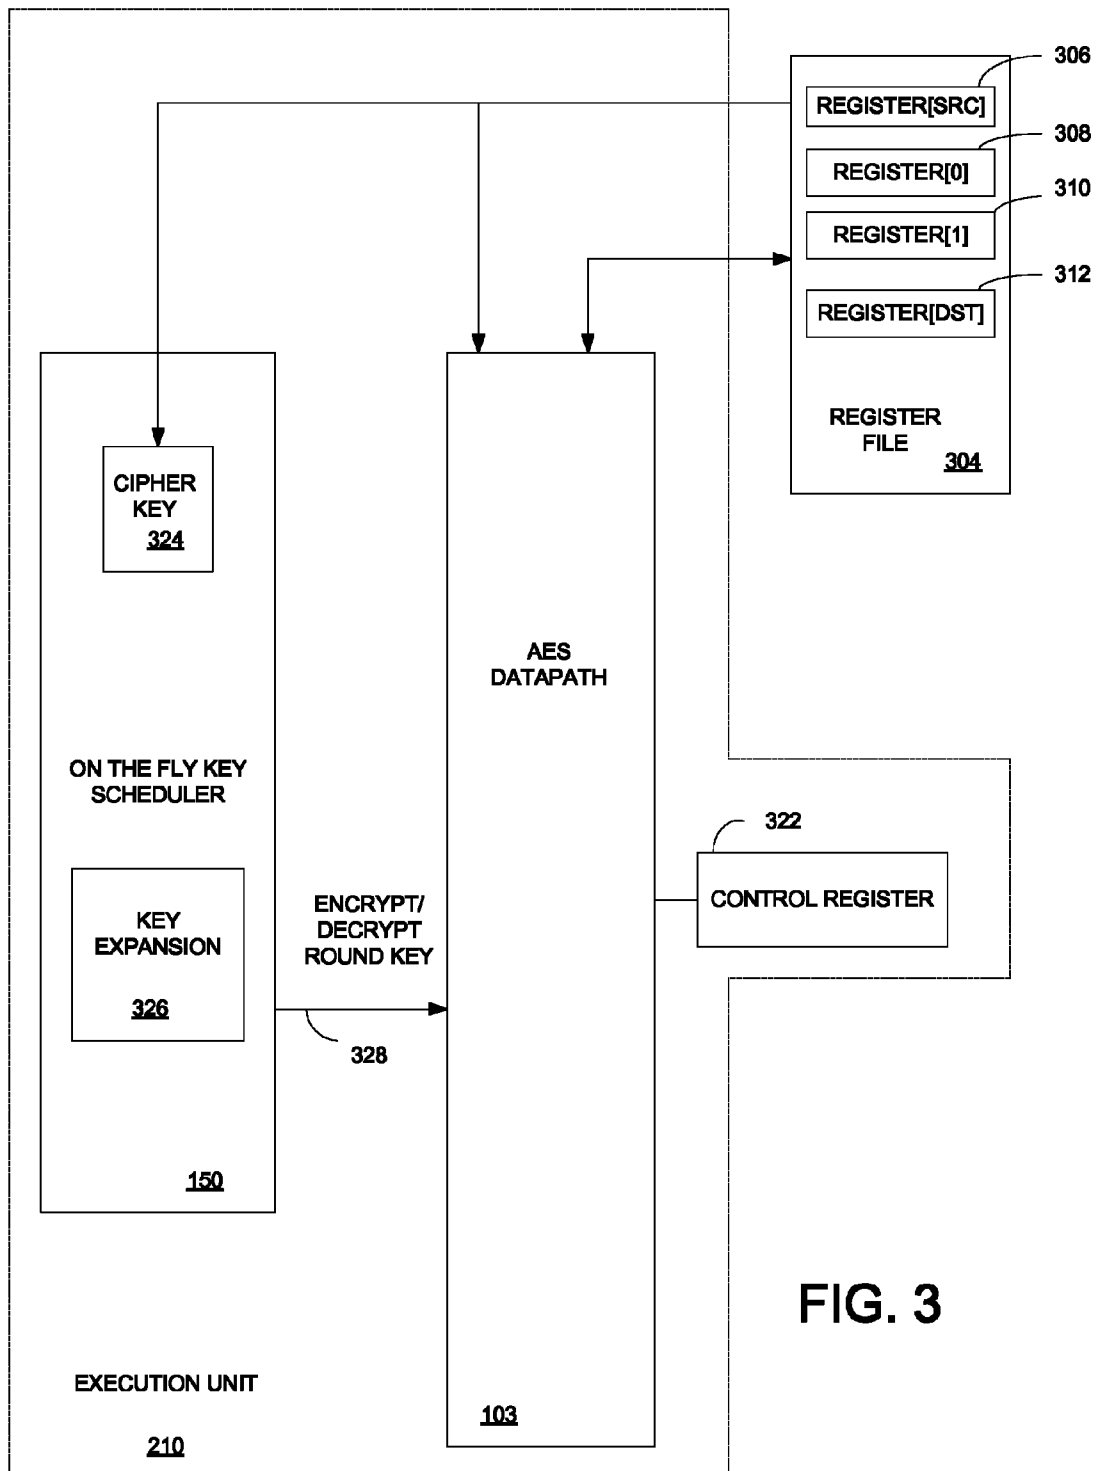 306
REGISTER[SRC]
308
REGISTER[0]
310
REGISTER[1]
312
REGISTER[DST]
REGISTER
FILE
304
CIPHER
KEY
324
AES
DATAPATH
ON THE FLY KEY
SCHEDULER
322
CONTROL REGISTER
KEY
EXPANSION
326
ENCRYPT/
DECRYPT
ROUND KEY
328
150
FIG. 3
EXECUTION UNIT
210
103